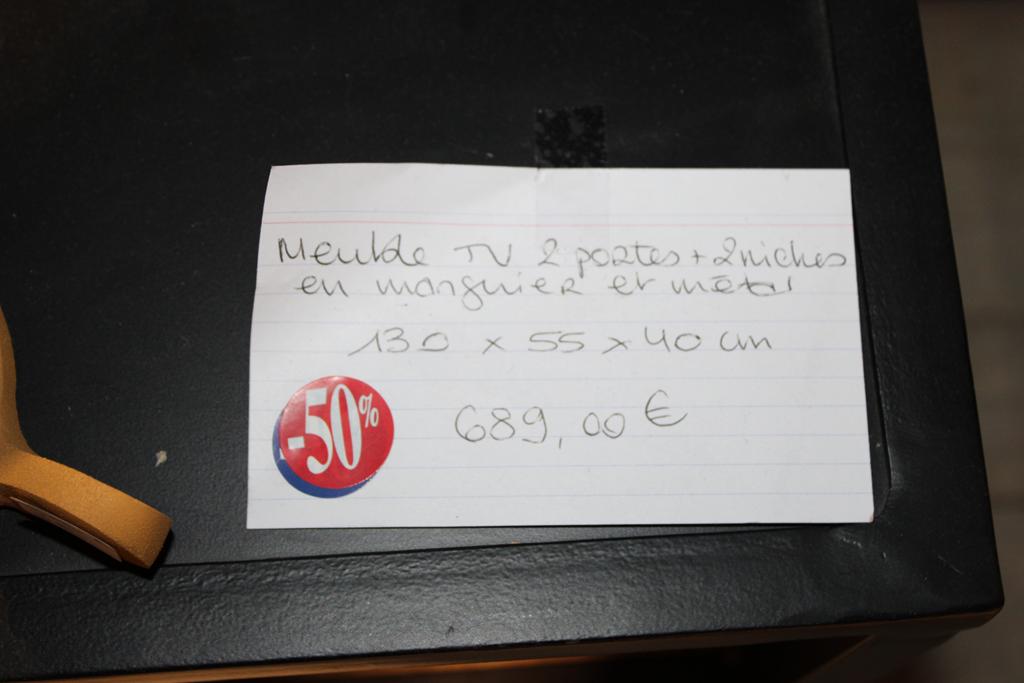 Meuble TV 2 portes + 2 niches
en manguier et métal
130 x 55 x 40 cm
-50%
689,00 €